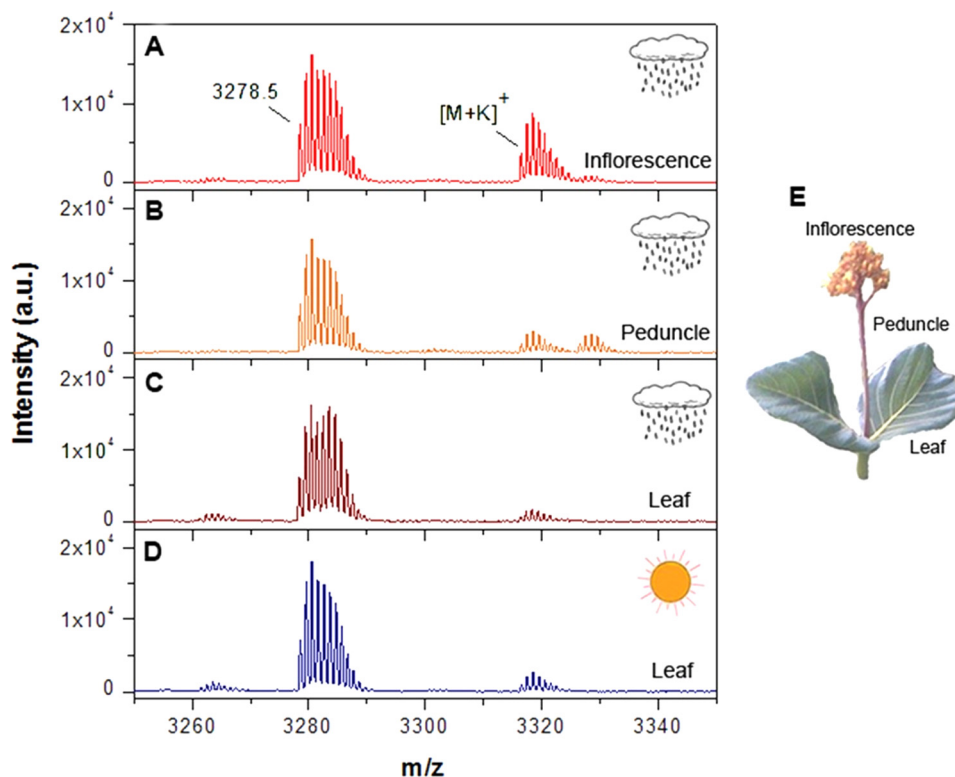 Intensity (a.u.)
A
2x10⁴
1x10⁴
0
3278.5
[M+K]⁺
Inflorescence
B
2x10⁴
1x10⁴
0
Peduncle
C
2x10⁴
1x10⁴
0
Leaf
D
2x10⁴
1x10⁴
0
Leaf
3260 3280 3300 3320 3340
m/z
E
Inflorescence
Peduncle
Leaf